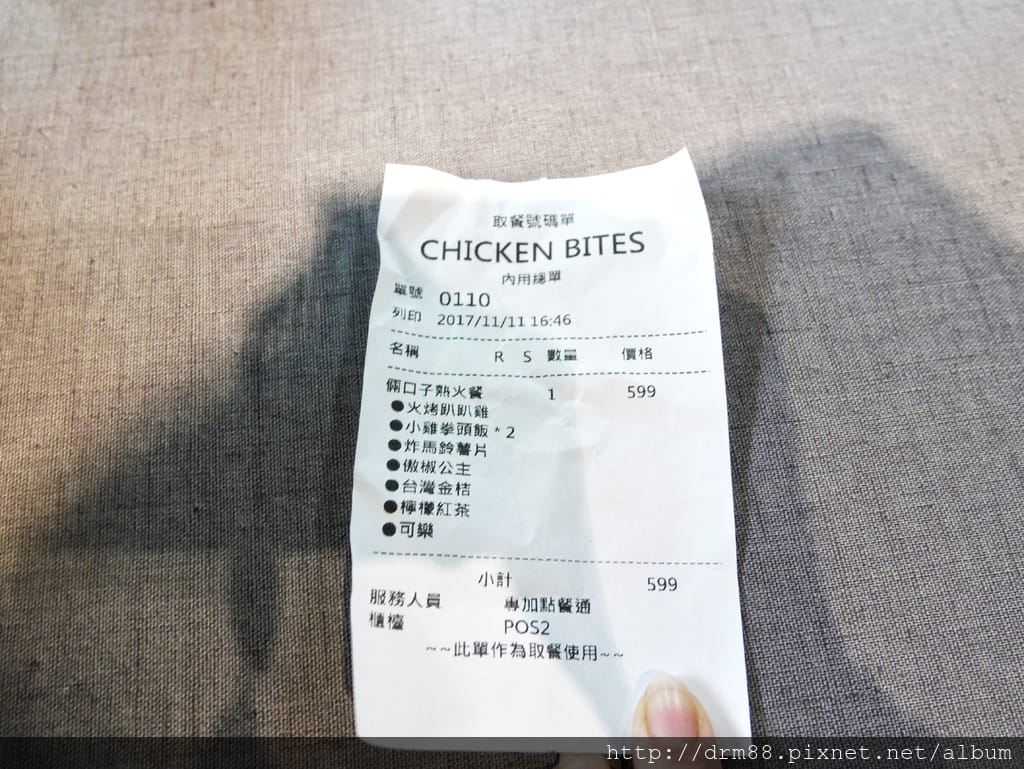 取餐號碼單
CHICKEN BITES
內用總單
單號 0110
列印 2017/11/11 16:46
名稱 R S 數量 價格
倆口子熱火餐 1 599
●火烤趴趴雞
●小雞拳頭飯*2
●炸馬鈴薯片
●傲椒公主
●台灣金桔
●檸檬紅茶
●可樂
小計 599
服務人員 專加點餐通
櫃檯 POS2
~~此單作為取餐使用~~
http://drm88.pixnet.net/album